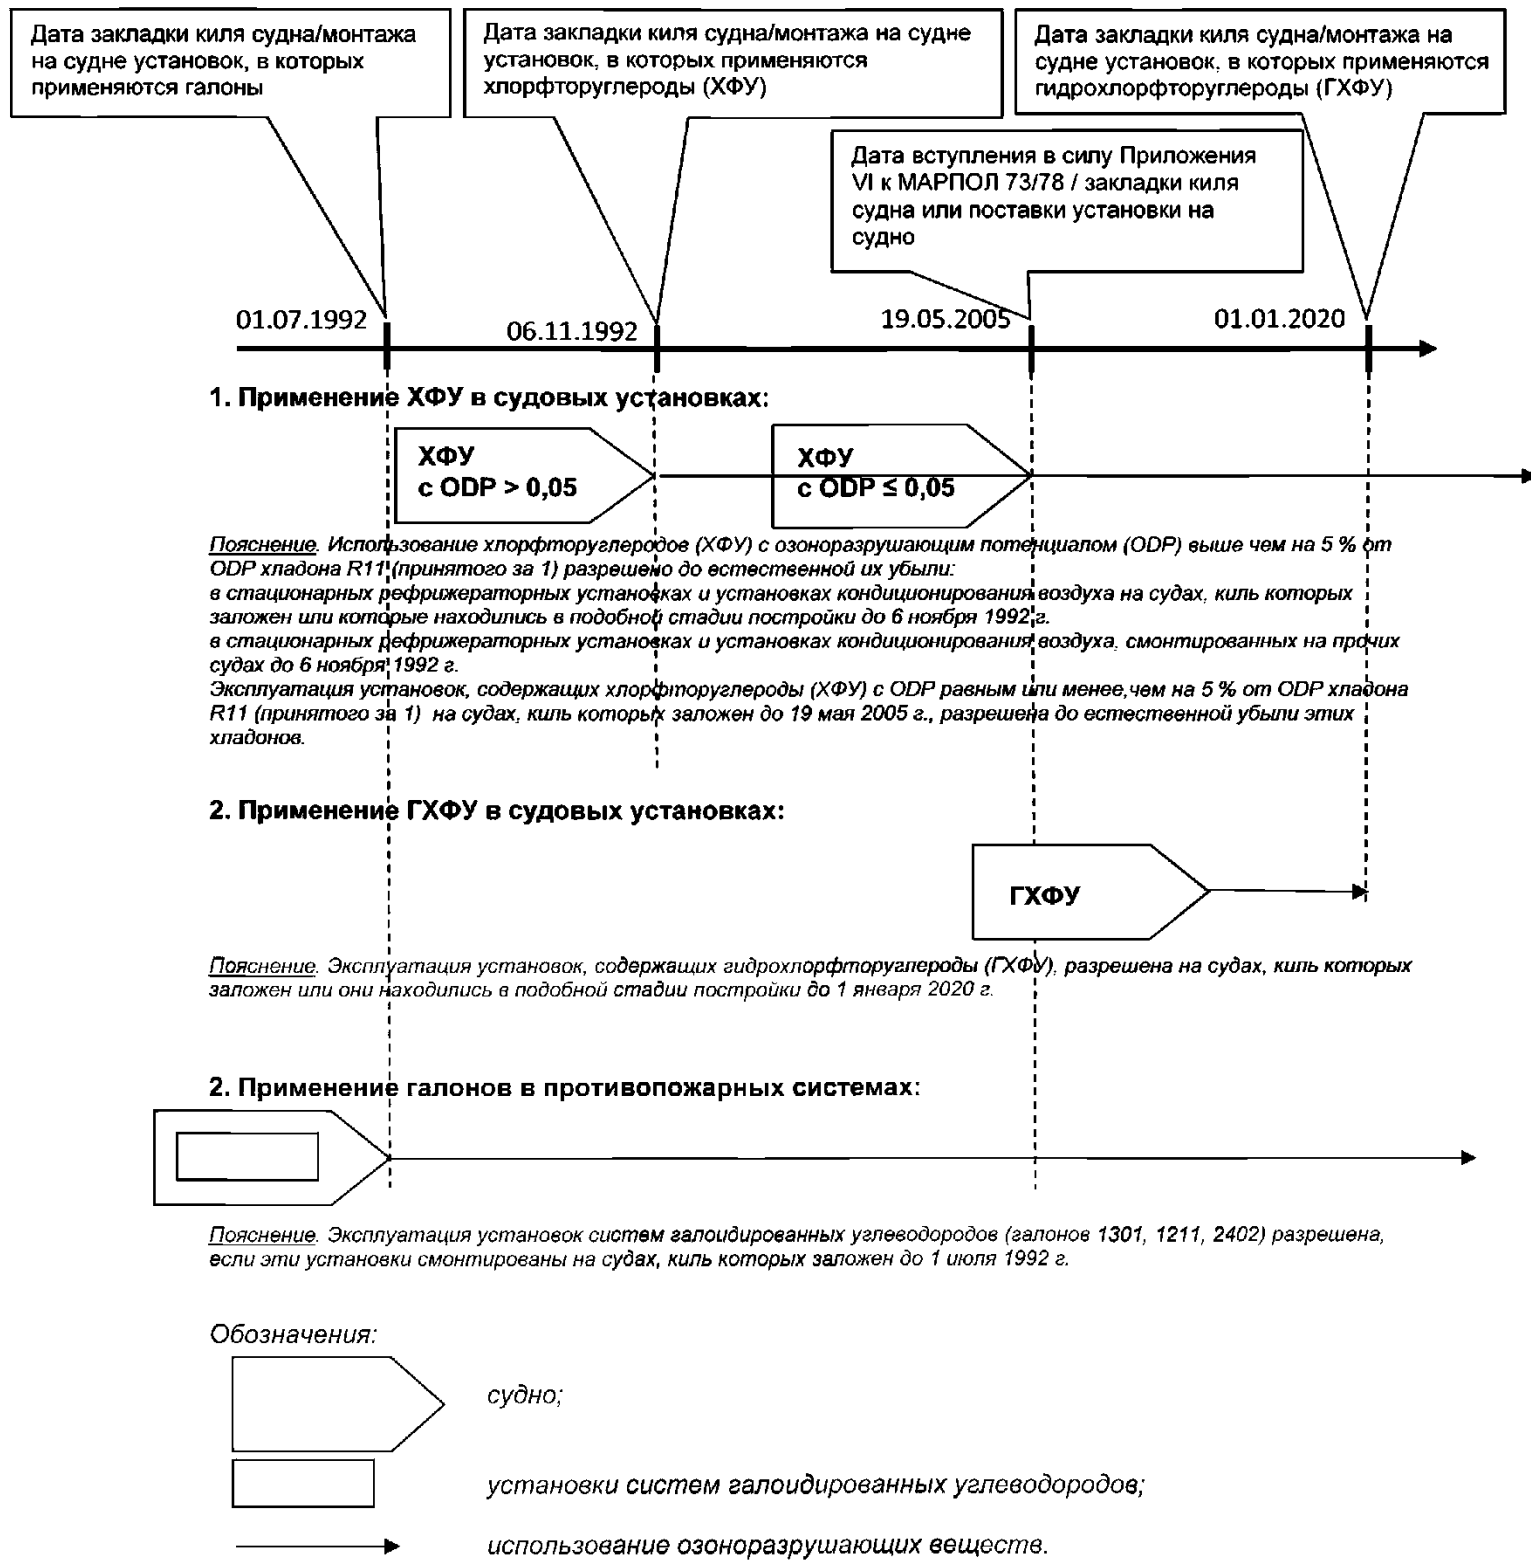 Дата закладки киля судна/монтажа
на судне установок, в которых
применяются галоны
Дата закладки киля судна/монтажа на судне
установок, в которых применяются
хлорфторуглероды (ХФУ)
Дата закладки киля судна/монтажа на
судне установок, в которых применяются
гидрохлорфторуглероды (ГХФУ)
Дата вступления в силу Приложения
VI к МАРПОЛ 73/78 / закладки киля
судна или поставки установки на
судно
01.07.1992
06.11.1992
19.05.2005
01.01.2020
1. Применение ХФУ в судовых установках:
ХФУ
с ODP > 0,05
ХФУ
с ODP ≤ 0,05
Пояснение. Использование хлорфторуглеродов (ХФУ) с озоноразрушающим потенциалом (ODP) выше чем на 5 % от
ODP хладона R11 (принятого за 1) разрешено до естественной их убыли:
в стационарных рефрижераторных установках и установках кондиционирования воздуха на судах, киль которых
заложен или которые находились в подобной стадии постройки до 6 ноября 1992 г.
в стационарных рефрижераторных установках и установках кондиционирования воздуха, смонтированных на прочих
судах до 6 ноября 1992 г.
Эксплуатация установок, содержащих хлорфторуглероды (ХФУ) с ODP равным или менее,чем на 5 % от ODP хладона
R11 (принятого за 1) на судах, киль которых заложен до 19 мая 2005 г., разрешена до естественной убыли этих
хладонов.
2. Применение ГХФУ в судовых установках:
ГХФУ
Пояснение. Эксплуатация установок, содержащих гидрохлорфторуглероды (ГХФУ), разрешена на судах, киль которых
заложен или они находились в подобной стадии постройки до 1 января 2020 г.
2. Применение галонов в противопожарных системах:
Пояснение. Эксплуатация установок систем галоидированных углеводородов (галонов 1301, 1211, 2402) разрешена,
если эти установки смонтированы на судах, киль которых заложен до 1 июля 1992 г.
Обозначения:
судно;
установки систем галоидированных углеводородов;
использование озоноразрушающих веществ.